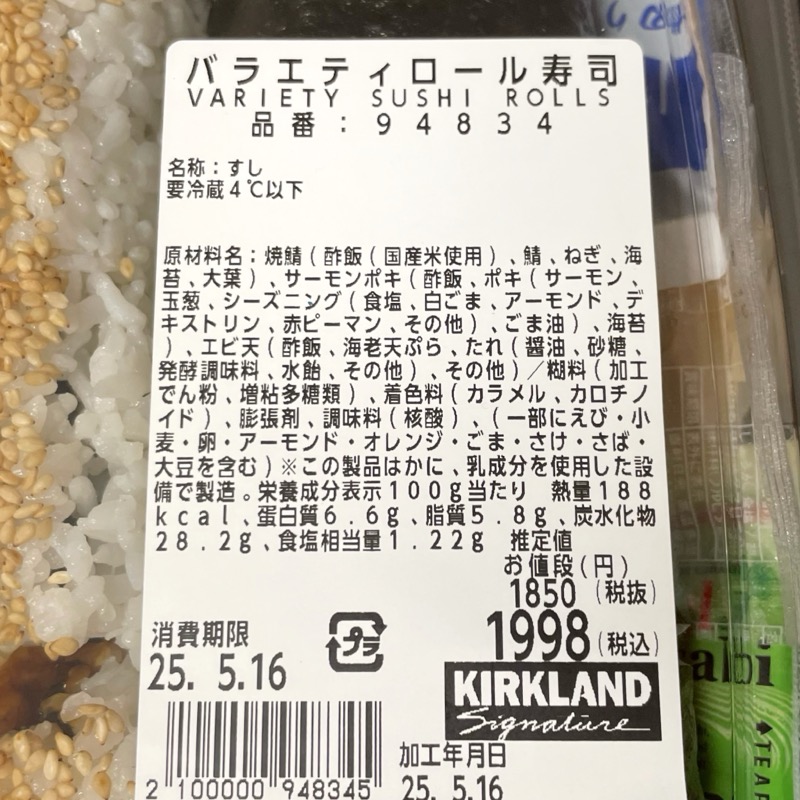 バラエティロール寿司
VARIETY SUSHI ROLLS
品番：94834
名称：すし
要冷蔵4℃以下
原材料名：焼鯖(酢飯(国産米使用)、鯖、ねぎ、海
苔、大葉)、サーモンポキ(酢飯、ポキ(サーモン、
玉葱、シーズニング(食塩、白ごま、アーモンド、デ
キストリン、赤ピーマン、その他)、ごま油)、海苔
)、エビ天(酢飯、海老天ぷら、たれ(醤油、砂糖、
発酵調味料、水飴、その他)、その他)／糊料(加工
でん粉、増粘多糖類)、着色料(カラメル、カロチノ
イド)、膨張剤、調味料(核酸)、(一部にえび・小
麦・卵・アーモンド・オレンジ・ごま・さけ・さば・
大豆を含む)※この製品はかに、乳成分を使用した設
備で製造。栄養成分表示100g当たり 熱量188
kcal、蛋白質6.6g、脂質5.8g、炭水化物
28.2g、食塩相当量1.22g 推定値
お値段(円)
1850 (税抜)
消費期限
プラ
1998(税込)
25. 5.16
KIRKLAND
Signature
加工年月日
2 100000 948345
25. 5.16